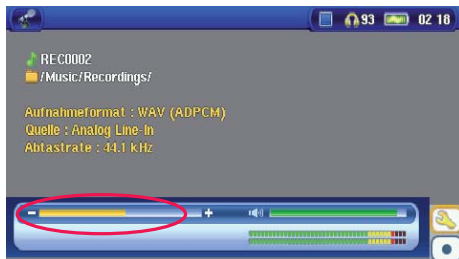 93 02 18
REC0002
/Music/Recordings/
Aufnahmeformat : WAV (ADPCM)
Quelle : Analog Line-In
Abtastrate : 44.1 kHz
- +